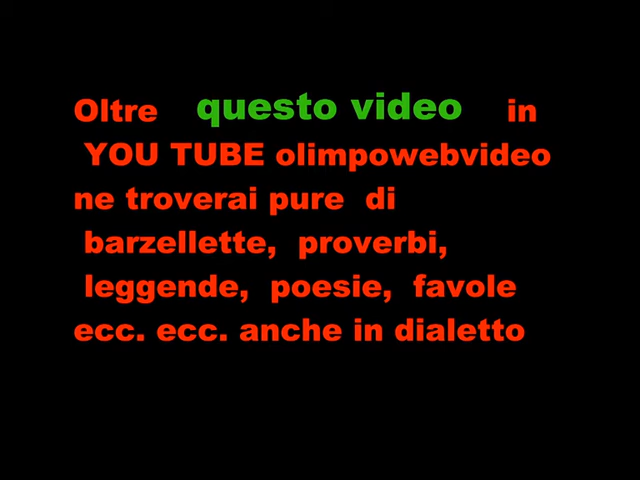 Oltre questo video in
YOU TUBE olimpowebvideo
ne troverai pure di
barzellette, proverbi,
leggende, poesie, favole
ecc. ecc. anche in dialetto